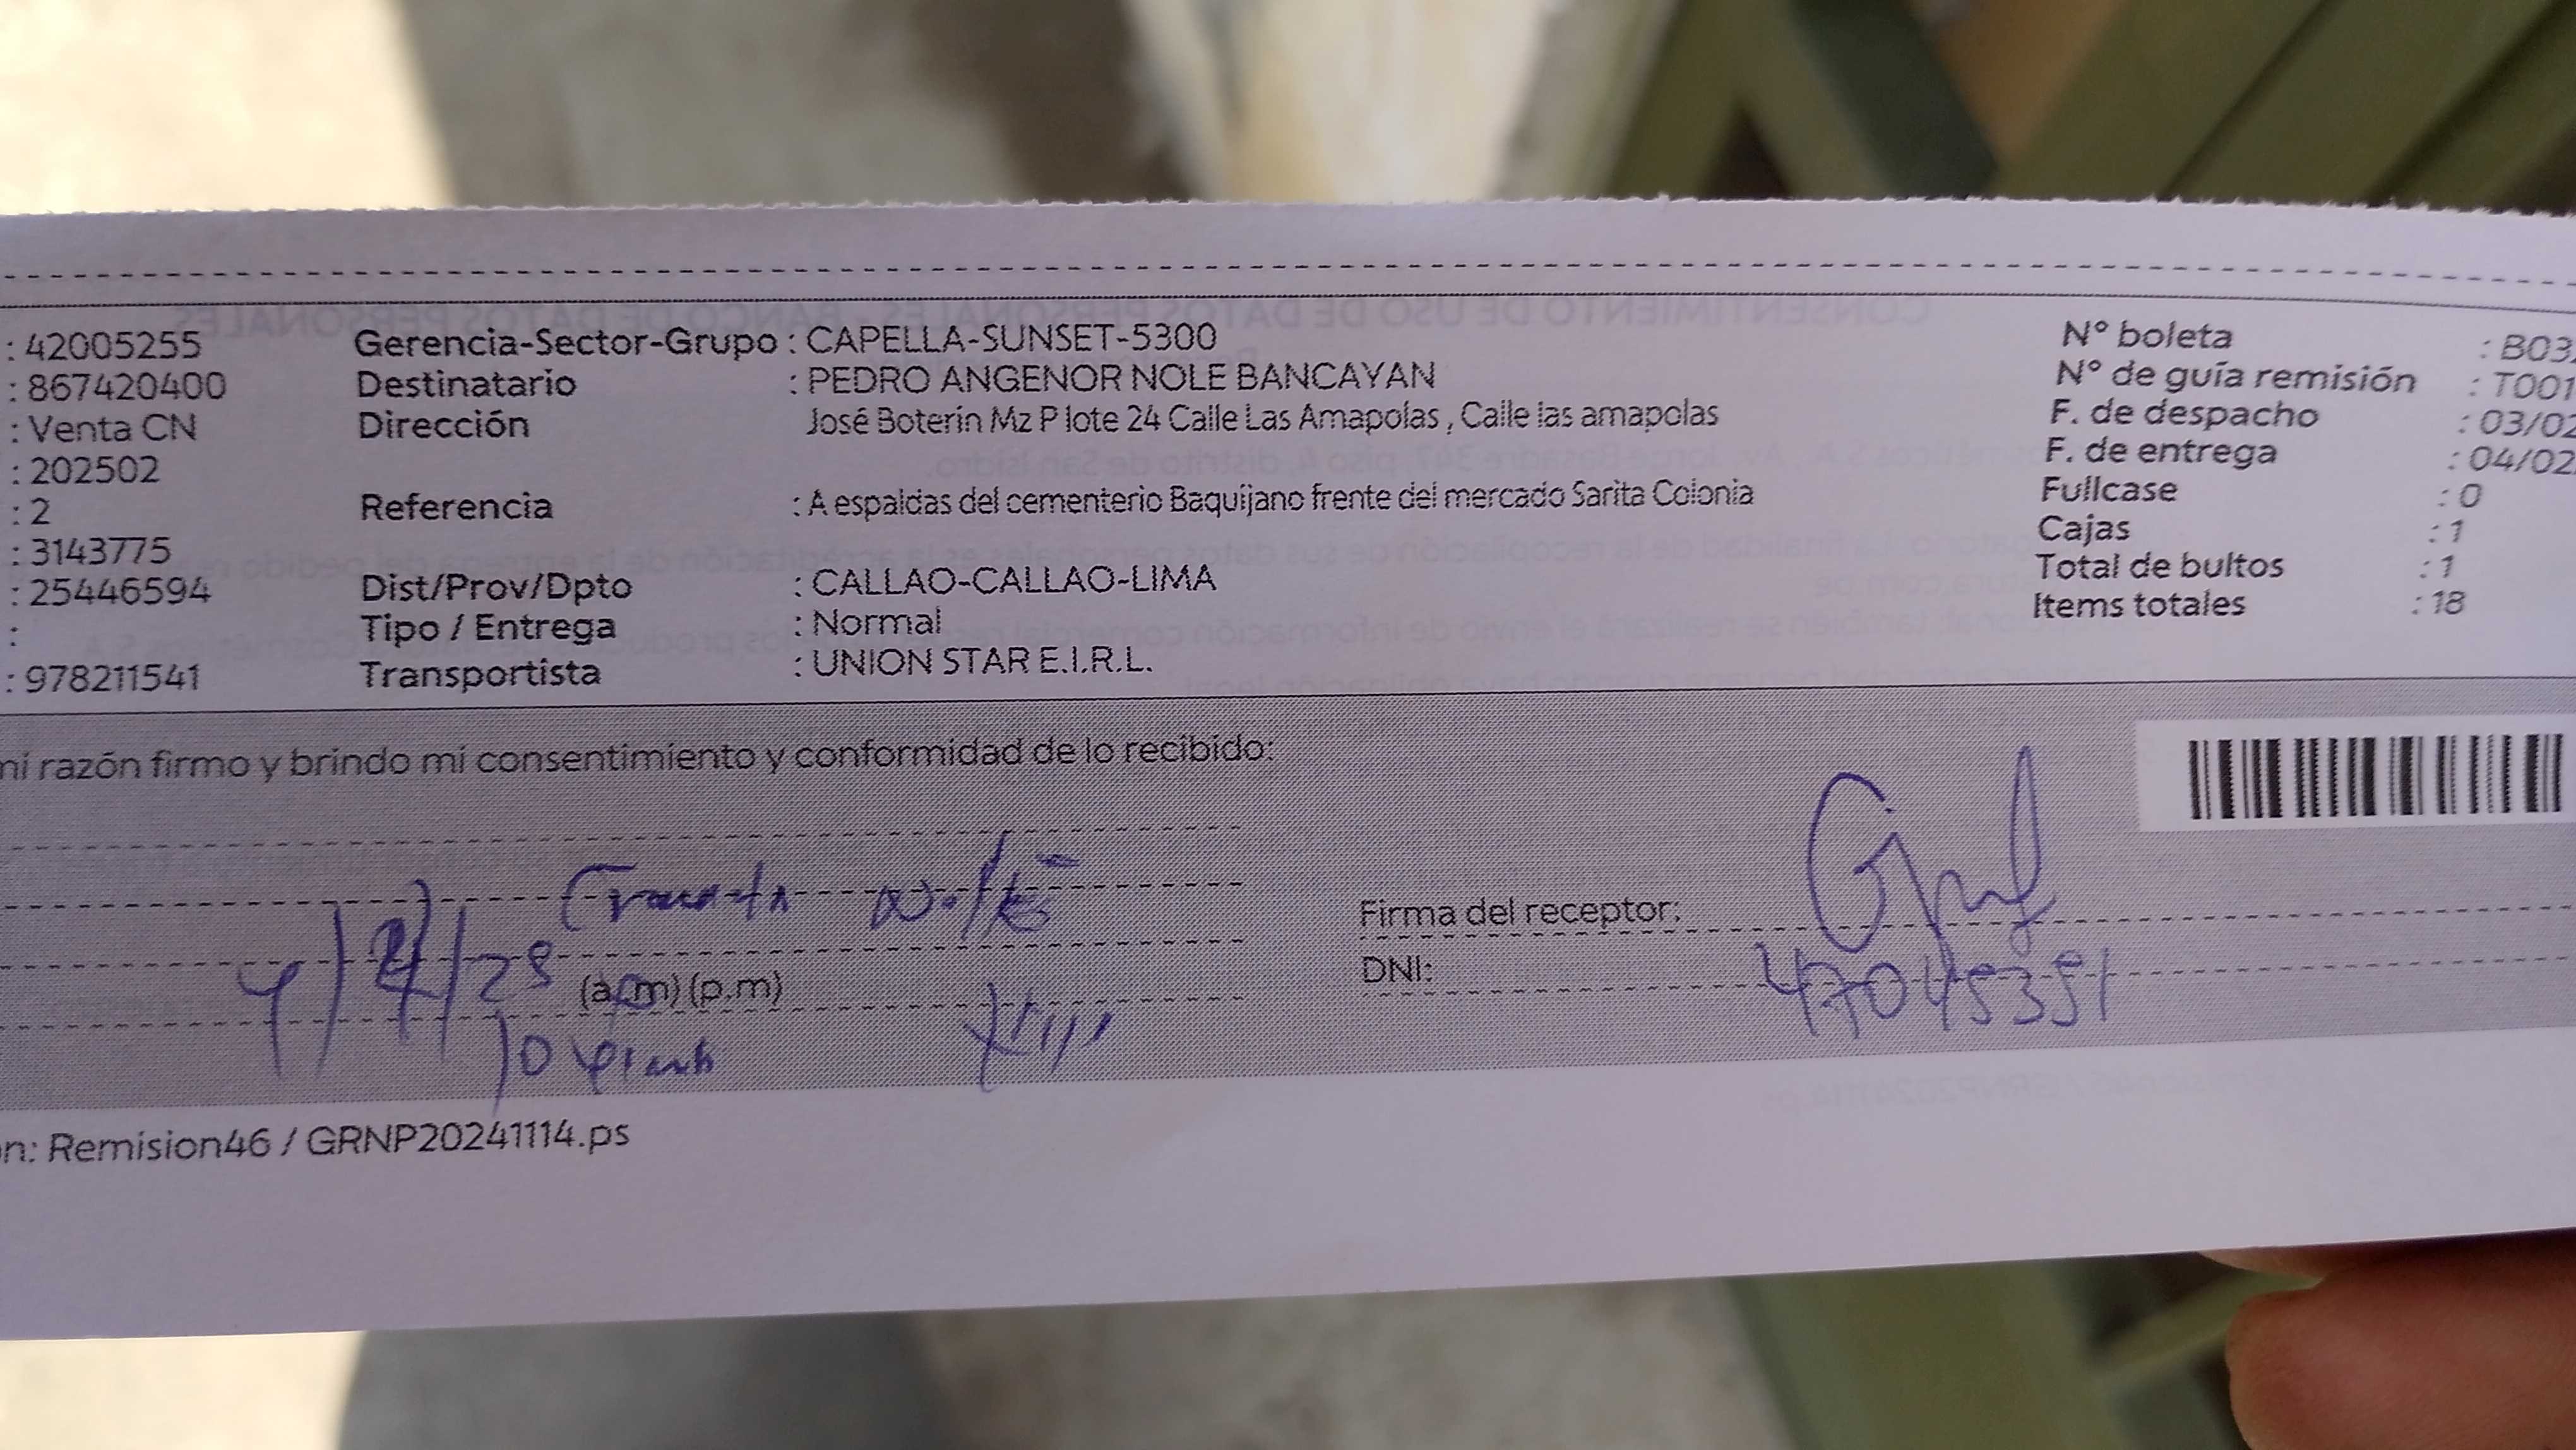 : 42005255 Gerencia-Sector-Grupo : CAPELLA-SUNSET-5300 N° boleta : B03
: 867420400 Destinatario : PEDRO ANGENOR NOLE BANCAYAN N° de guía remisión : T001
: Venta CN Dirección José Boterín Mz P lote 24 Calle Las Amapolas , Calle las amapolas F. de despacho : 03/02
: 202502 F. de entrega : 04/02
: 2 Referencia : A espaldas del cementerio Baquíjano frente del mercado Sarita Colonia Fullcase : 0
: 3143775 Cajas : 1
: 25446594 Dist/Prov/Dpto : CALLAO-CALLAO-LIMA Total de bultos : 1
: Tipo / Entrega : Normal Items totales : 18
: 978211541 Transportista : UNION STAR E.I.R.L.
mi razón firmo y brindo mi consentimiento y conformidad de lo recibido:
Firma del receptor:
(a.m) (p.m)
DNI: 47045351
n: Remision46 / GRNP20241114.ps